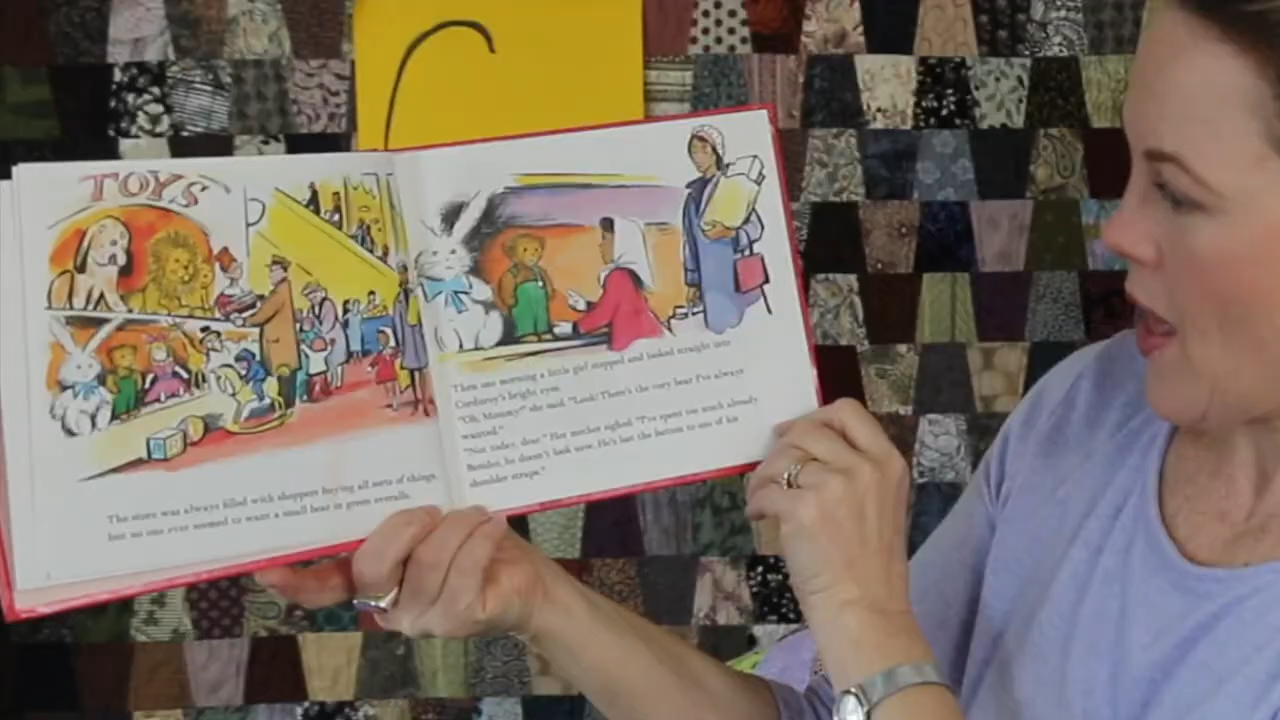 TOYS
The store was always filled with shoppers buying all sorts of things,
but no one ever seemed to want a small bear in green overalls.
Then one morning a little girl stopped and looked straight into
Corduroy's bright eyes.
"Oh, Mommy!" she said. "Look! There's the very bear I've always
wanted."
"Not today, dear." Her mother sighed. "I've spent too much already.
Besides, he doesn't look new. He's lost the button to one of his
shoulder straps."